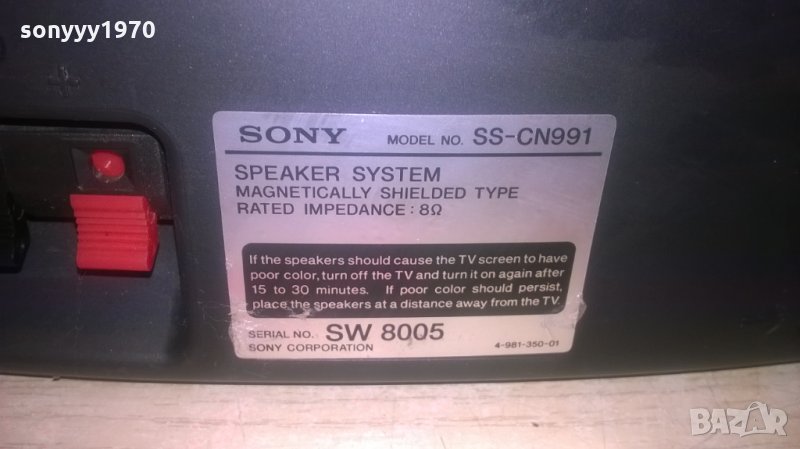 sonyyy1970
SONY MODEL NO. SS-CN991
SPEAKER SYSTEM
MAGNETICALLY SHIELDED TYPE
RATED IMPEDANCE : 8Ω
If the speakers should cause the TV screen to have
poor color, turn off the TV and turn it on again after
15 to 30 minutes. If poor color should persist,
place the speakers at a distance away from the TV.
SERIAL NO. SW 8005
SONY CORPORATION 4-981-350-01
BAZAR